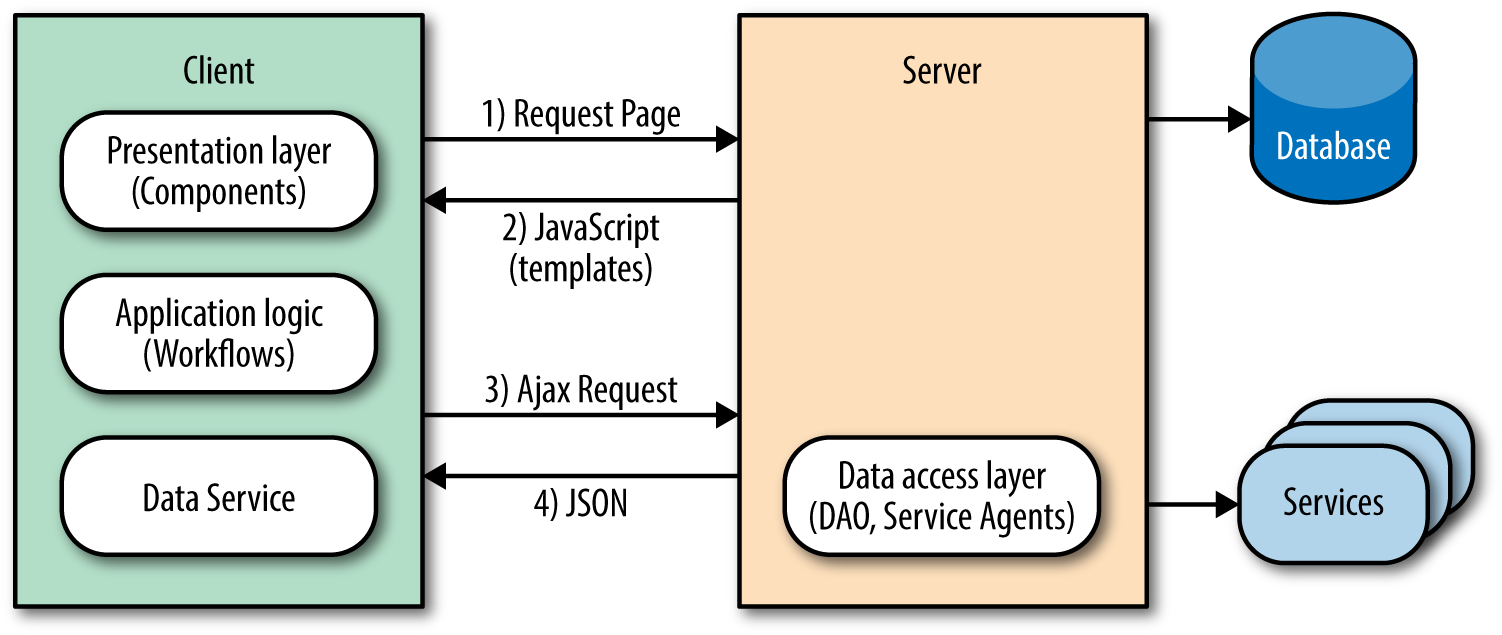 Client
Presentation layer
(Components)
Application logic
(Workflows)
Data Service
1) Request Page
2) JavaScript
(templates)
3) Ajax Request
4) JSON
Server
Data access layer
(DAO, Service Agents)
Database
Services